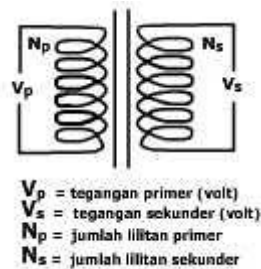 Np Ns
Vp Vs
Vp = tegangan primer (volt)
Vs = tegangan sekunder (volt)
Np = jumlah lilitan primer
Ns = jumlah lilitan sekunder